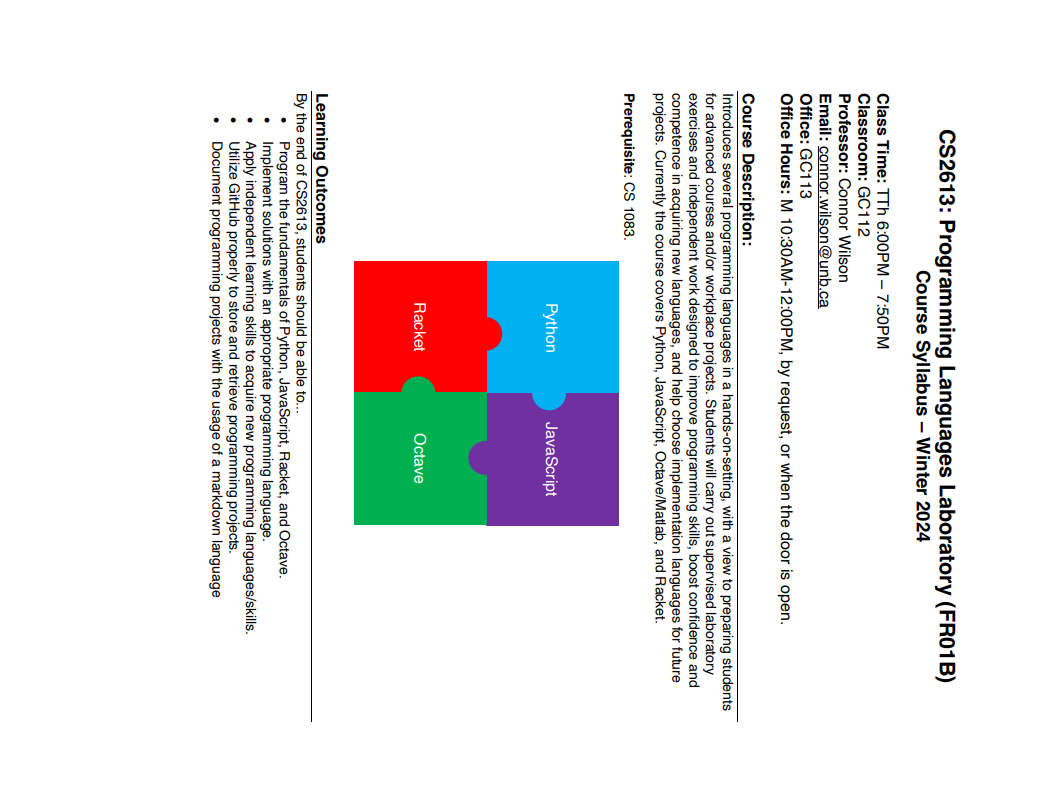 CS2613: Programming Languages Laboratory (FR01B)
Course Syllabus – Winter 2024
Class Time: TTh 6:00PM – 7:50PM
Classroom: GC112
Professor: Connor Wilson
Email: connor.wilson@unb.ca
Office: GC113
Office Hours: M 10:30AM-12:00PM, by request, or when the door is open.
Course Description:
Introduces several programming languages in a hands-on-setting, with a view to preparing students
for advanced courses and/or workplace projects. Students will carry out supervised laboratory
exercises and independent work designed to improve programming skills, boost confidence and
competence in acquiring new languages, and help choose implementation languages for future
projects. Currently the course covers Python, JavaScript, Octave/Matlab, and Racket.
Prerequisite: CS 1083.
Python
JavaScript
Racket
Octave
Learning Outcomes
By the end of CS2613, students should be able to...
• Program the fundamentals of Python, JavaScript, Racket, and Octave.
• Implement solutions with an appropriate programming language.
• Apply independent learning skills to acquire new programming languages/skills.
• Utilize GitHub properly to store and retrieve programming projects.
• Document programming projects with the usage of a markdown language